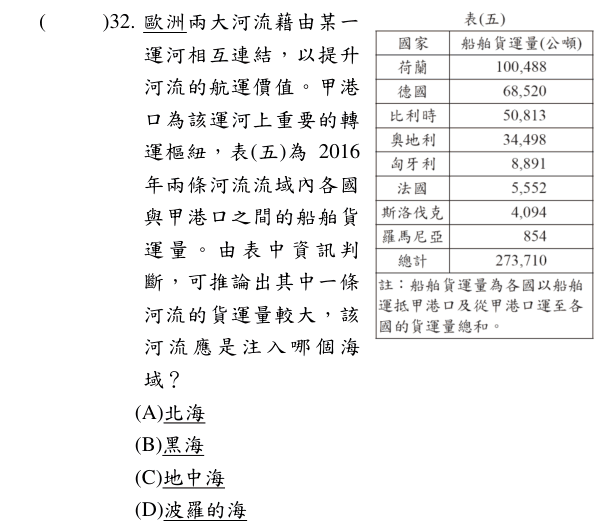 (　　)32. 歐洲兩大河流藉由某一
運河相互連結，以提升
河流的航運價值。甲港
口為該運河上重要的轉
運樞紐，表(五)為 2016
年兩條河流流域內各國
與甲港口之間的船舶貨
運量。由表中資訊判
斷，可推論出其中一條
河流的貨運量較大，該
河流應是注入哪個海
域？
(A)北海
(B)黑海
(C)地中海
(D)波羅的海
表(五)
國家 船舶貨運量(公噸)
荷蘭 100,488
德國 68,520
比利時 50,813
奧地利 34,498
匈牙利 8,891
法國 5,552
斯洛伐克 4,094
羅馬尼亞 854
總計 273,710
註：船舶貨運量為各國以船舶
運抵甲港口及從甲港口運至各
國的貨運量總和。